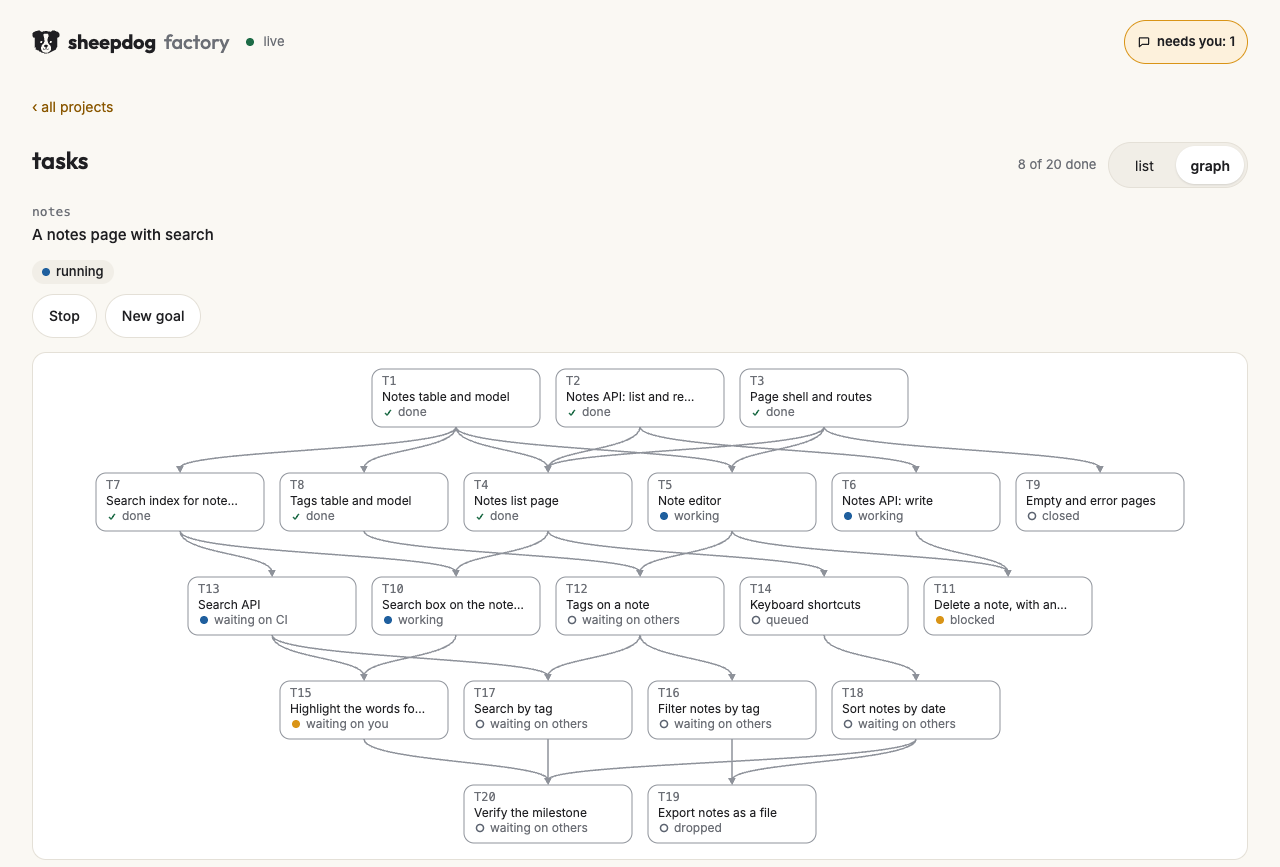 sheepdog factory live
needs you: 1
‹ all projects
tasks
8 of 20 done
list
graph
notes
A notes page with search
running
Stop
New goal
T1
Notes table and model
done
T2
Notes API: list and re...
done
T3
Page shell and routes
done
T7
Search index for note...
done
T8
Tags table and model
done
T4
Notes list page
done
T5
Note editor
working
T6
Notes API: write
working
T9
Empty and error pages
closed
T13
Search API
waiting on CI
T10
Search box on the note...
working
T12
Tags on a note
waiting on others
T14
Keyboard shortcuts
queued
T11
Delete a note, with an...
blocked
T15
Highlight the words fo...
waiting on you
T17
Search by tag
waiting on others
T16
Filter notes by tag
waiting on others
T18
Sort notes by date
waiting on others
T20
Verify the milestone
waiting on others
T19
Export notes as a file
dropped